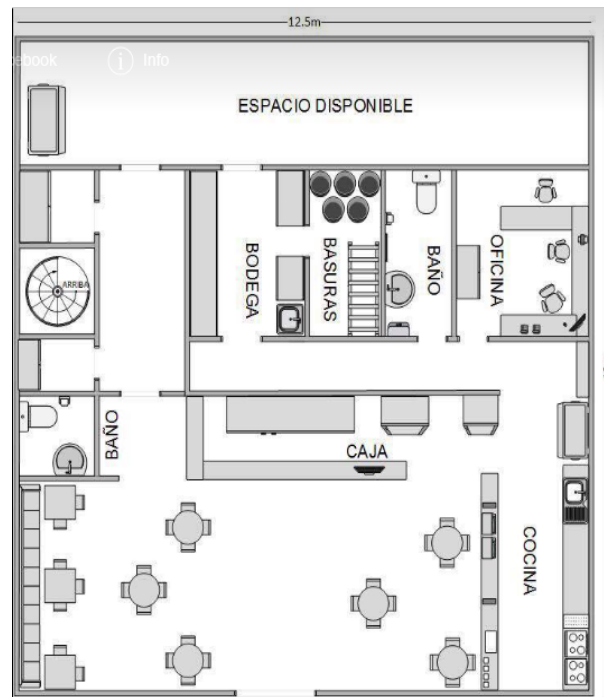 12.5m
ebook
Info
ESPACIO DISPONIBLE
ARRIBA
BODEGA
BASURAS
BAÑO
OFICINA
BAÑO
CAJA
COCINA